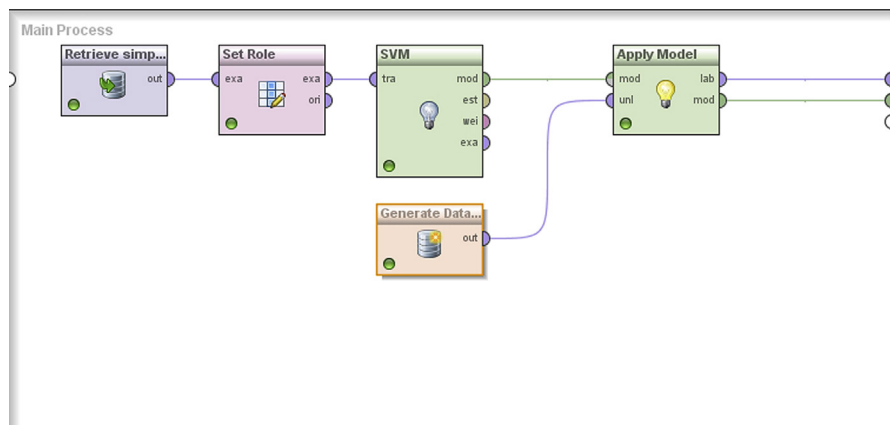 Main Process
Retrieve simp...
out
Set Role
exa
exa
ori
SVM
tra
mod
est
wei
exa
Apply Model
mod
lab
unl
mod
Generate Data...
out